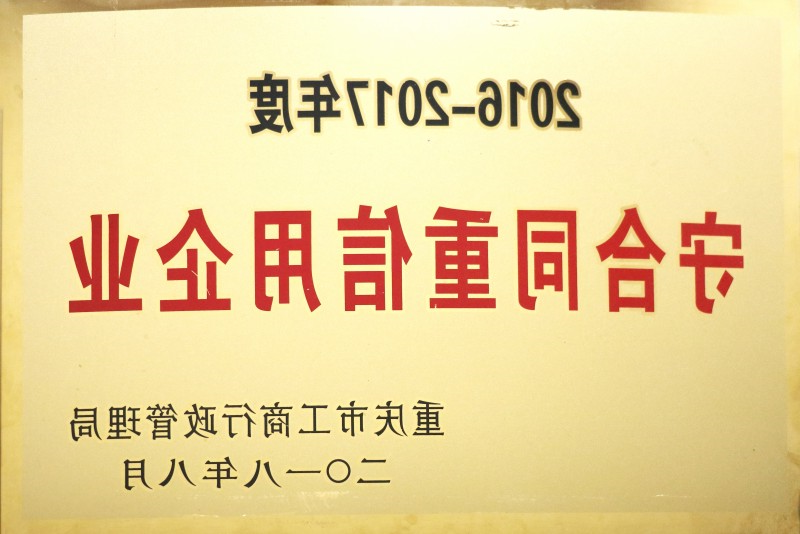 2016-2017年度
守合同重信用企业
重庆市工商行政管理局
二〇一八年八月